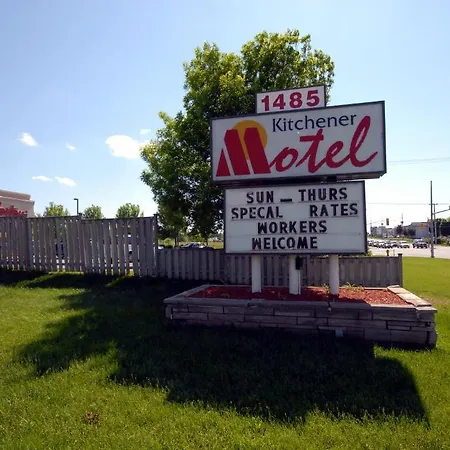 1485
Kitchener
Motel
SUN _ THURS
SPECAL RATES
WORKERS
WELCOME